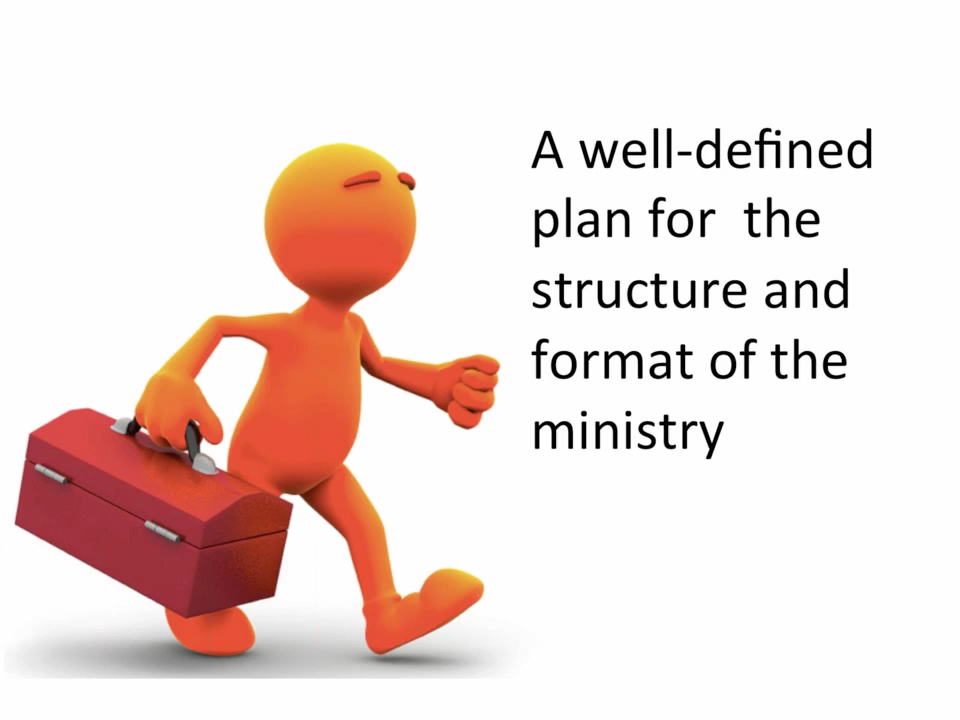 A well-defined
plan for  the
structure and
format of the
ministry